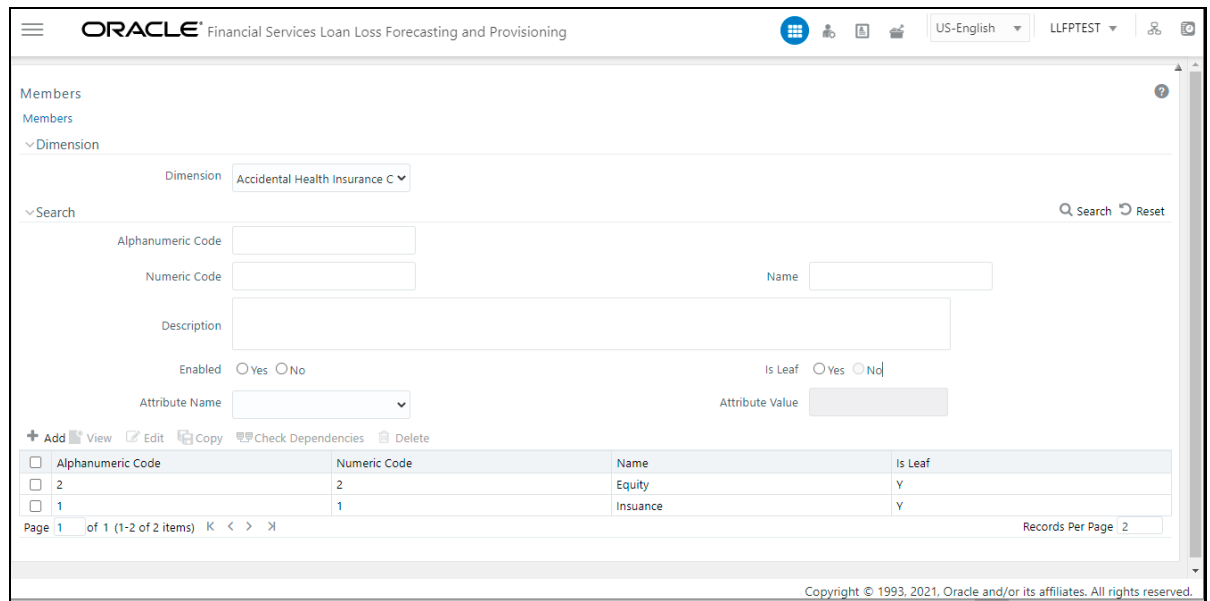 ORACLE® Financial Services Loan Loss Forecasting and Provisioning US-English LLFPTEST
Members
Members
Dimension
Dimension Accidental Health Insurance C
Search Search Reset
Alphanumeric Code
Numeric Code Name
Description
Enabled Yes No Is Leaf Yes No
Attribute Name Attribute Value
Add View Edit Copy Check Dependencies Delete
Alphanumeric Code Numeric Code Name Is Leaf
2 2 Equity Y
1 1 Insuance Y
Page 1 of 1 (1-2 of 2 items) Records Per Page 2
Copyright © 1993, 2021, Oracle and/or its affiliates. All rights reserved.